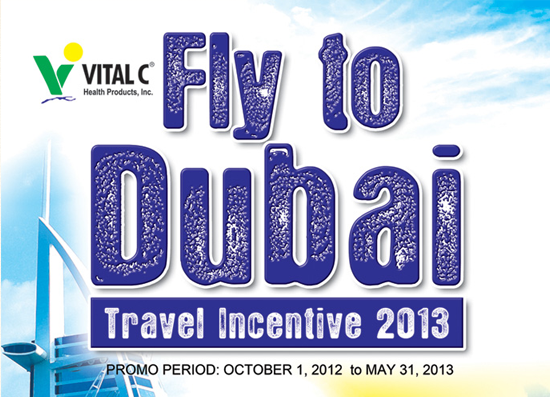 VITAL C®
Health Products, Inc.
Fly to
Dubai
Travel Incentive 2013
PROMO PERIOD: OCTOBER 1, 2012 to MAY 31, 2013